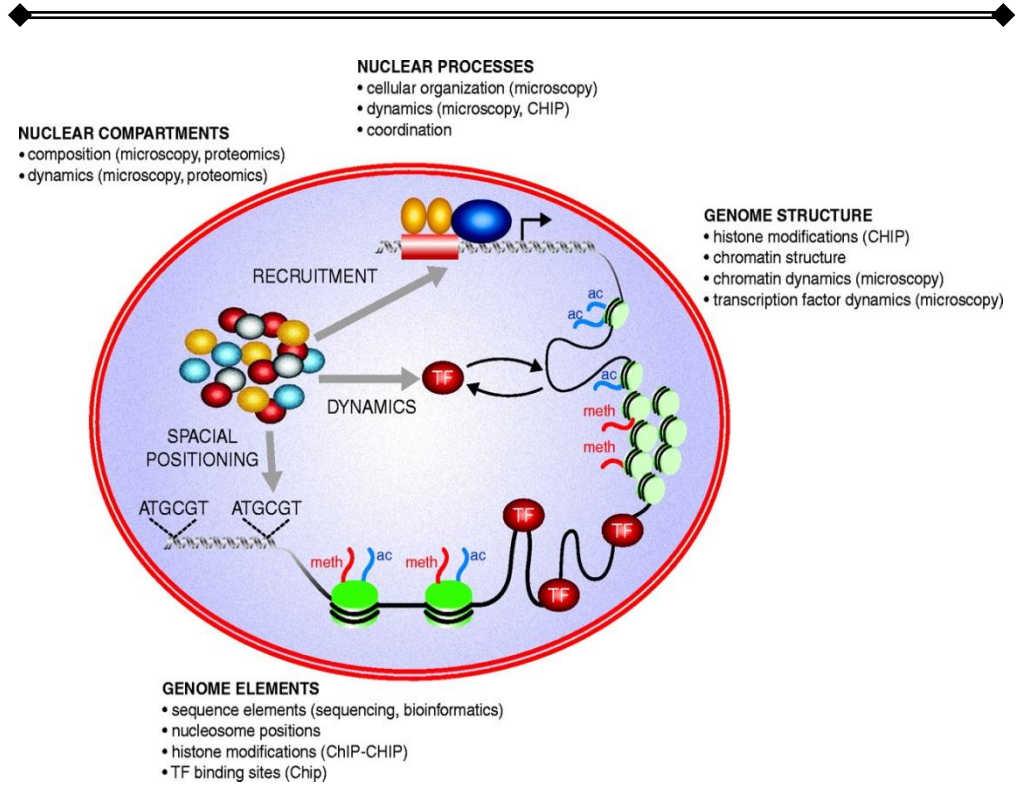 NUCLEAR PROCESSES
• cellular organization (microscopy)
• dynamics (microscopy, CHIP)
• coordination
NUCLEAR COMPARTMENTS
• composition (microscopy, proteomics)
• dynamics (microscopy, proteomics)
GENOME STRUCTURE
• histone modifications (CHIP)
• chromatin structure
• chromatin dynamics (microscopy)
• transcription factor dynamics (microscopy)
RECRUITMENT
ac
ac
TF
ac
DYNAMICS
meth
meth
SPACIAL
POSITIONING
ATGCGT ATGCGT
TF
TF
meth ac meth ac
TF
GENOME ELEMENTS
• sequence elements (sequencing, bioinformatics)
• nucleosome positions
• histone modifications (ChIP-CHIP)
• TF binding sites (Chip)